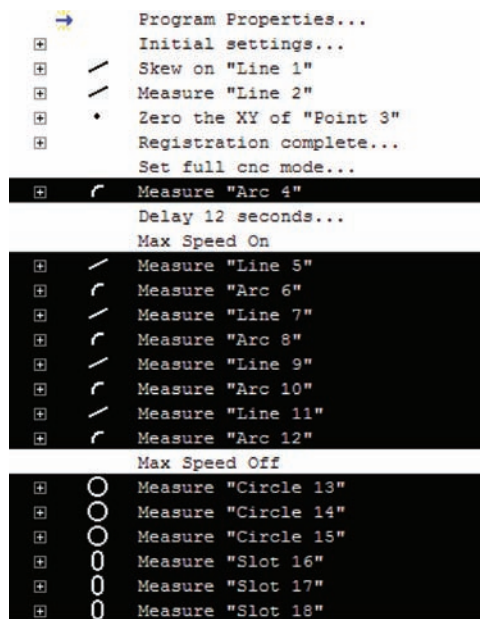 Program Properties...
Initial settings...
Skew on "Line 1"
Measure "Line 2"
Zero the XY of "Point 3"
Registration complete...
Set full cnc mode...
Measure "Arc 4"
Delay 12 seconds...
Max Speed On
Measure "Line 5"
Measure "Arc 6"
Measure "Line 7"
Measure "Arc 8"
Measure "Line 9"
Measure "Arc 10"
Measure "Line 11"
Measure "Arc 12"
Max Speed Off
Measure "Circle 13"
Measure "Circle 14"
Measure "Circle 15"
Measure "Slot 16"
Measure "Slot 17"
Measure "Slot 18"